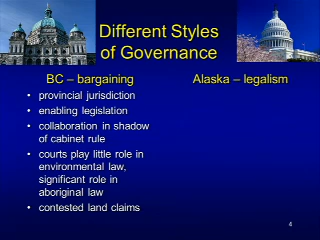 Different Styles
of Governance
BC – bargaining
• provincial jurisdiction
• enabling legislation
• collaboration in shadow
of cabinet rule
• courts play little role in
environmental law,
significant role in
aboriginal law
• contested land claims
Alaska – legalism
4